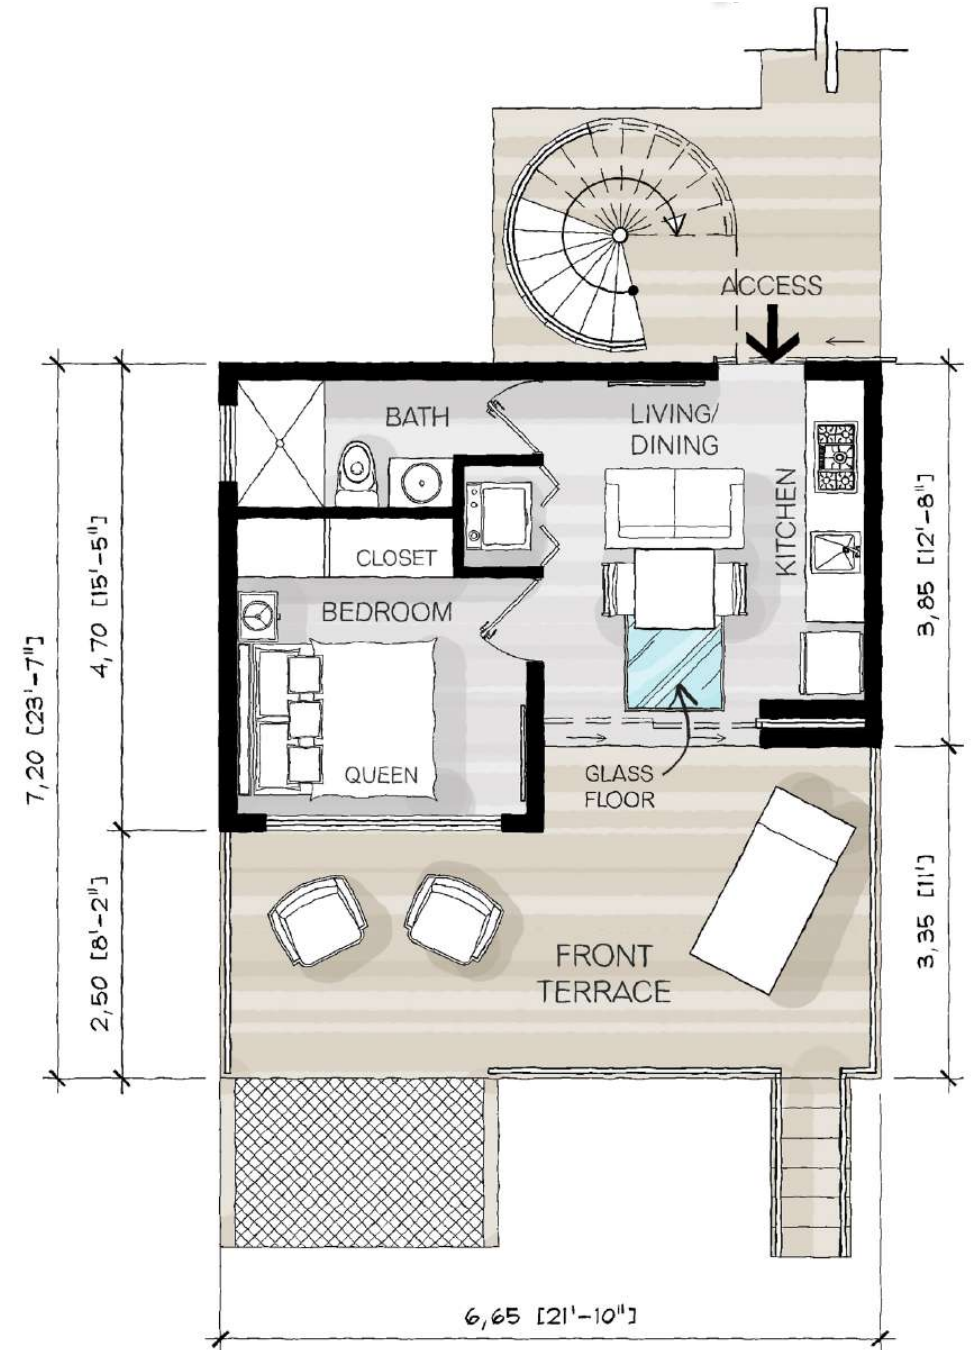 ACCESS
BATH
LIVING/
DINING
KITCHEN
CLOSET
BEDROOM
QUEEN
GLASS
FLOOR
FRONT
TERRACE
7,20 [23'-7"]
4,70 [15'-5"]
2,50 [8'-2"]
3,85 [12'-8"]
3,35 [11']
6,65 [21'-10"]